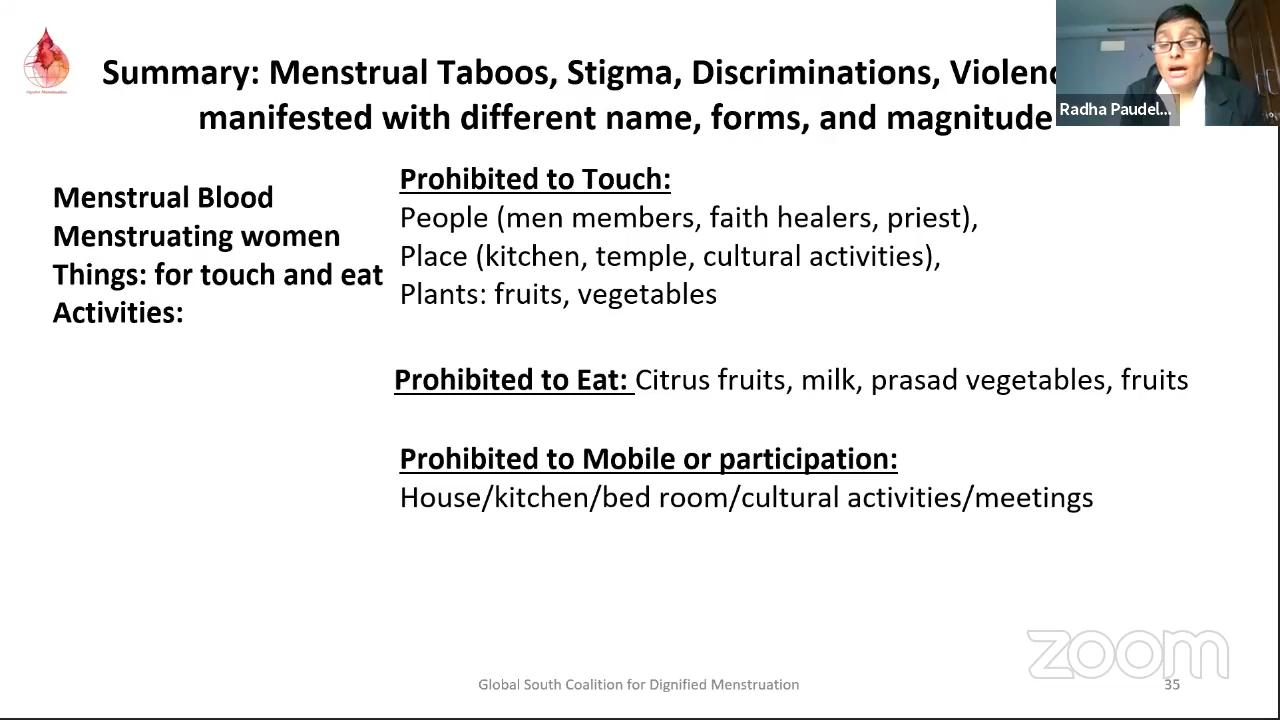 Summary: Menstrual Taboos, Stigma, Discriminations,
manifested with different name, forms, and magnitude
Radha Paudel...
Menstrual Blood
Menstruating women
Things: for touch and eat
Activities:
Prohibited to Touch:
People (men members, faith healers, priest),
Place (kitchen, temple, cultural activities),
Plants: fruits, vegetables
Prohibited to Eat: Citrus fruits, milk, prasad vegetables, fruits
Prohibited to Mobile or participation:
House/kitchen/bed room/cultural activities/meetings
zoom
Global South Coalition for Dignified Menstruation
35